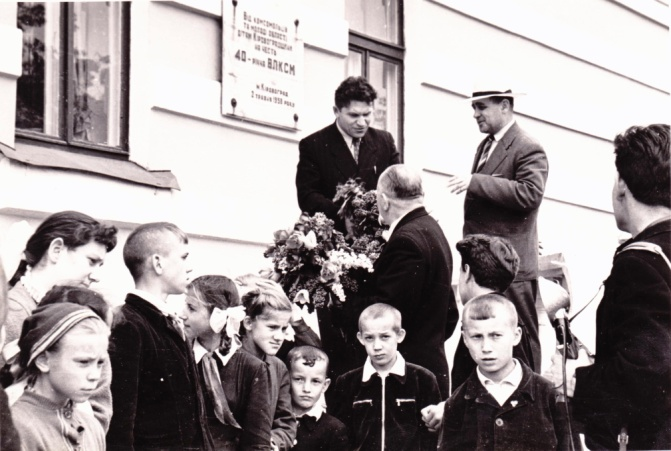 Від комсомольців
та молоді області
дітям Кіровоградщини
на честь
40-річчя ВЛКСМ
м. Кіровоград
2 травня 1958 року